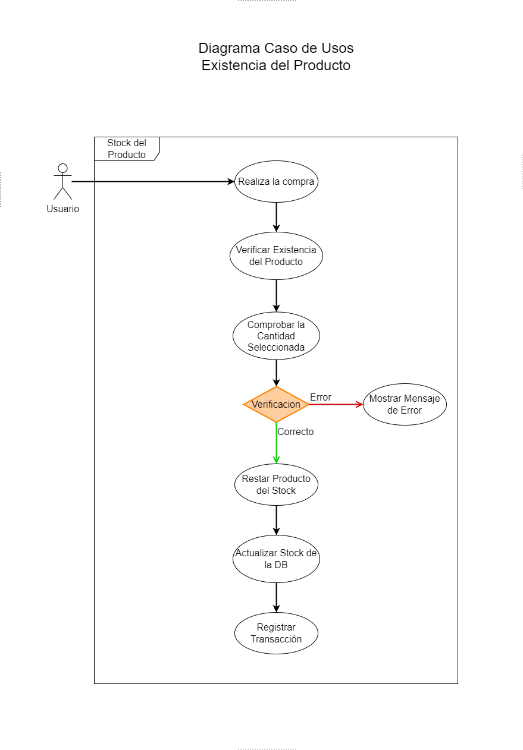 Diagrama Caso de Usos
Existencia del Producto
Stock del
Producto
Usuario
Realiza la compra
Verificar Existencia
del Producto
Comprobar la
Cantidad
Seleccionada
Verificacion
Error
Mostrar Mensaje
de Error
Correcto
Restar Producto
del Stock
Actualizar Stock de
la DB
Registrar
Transacción